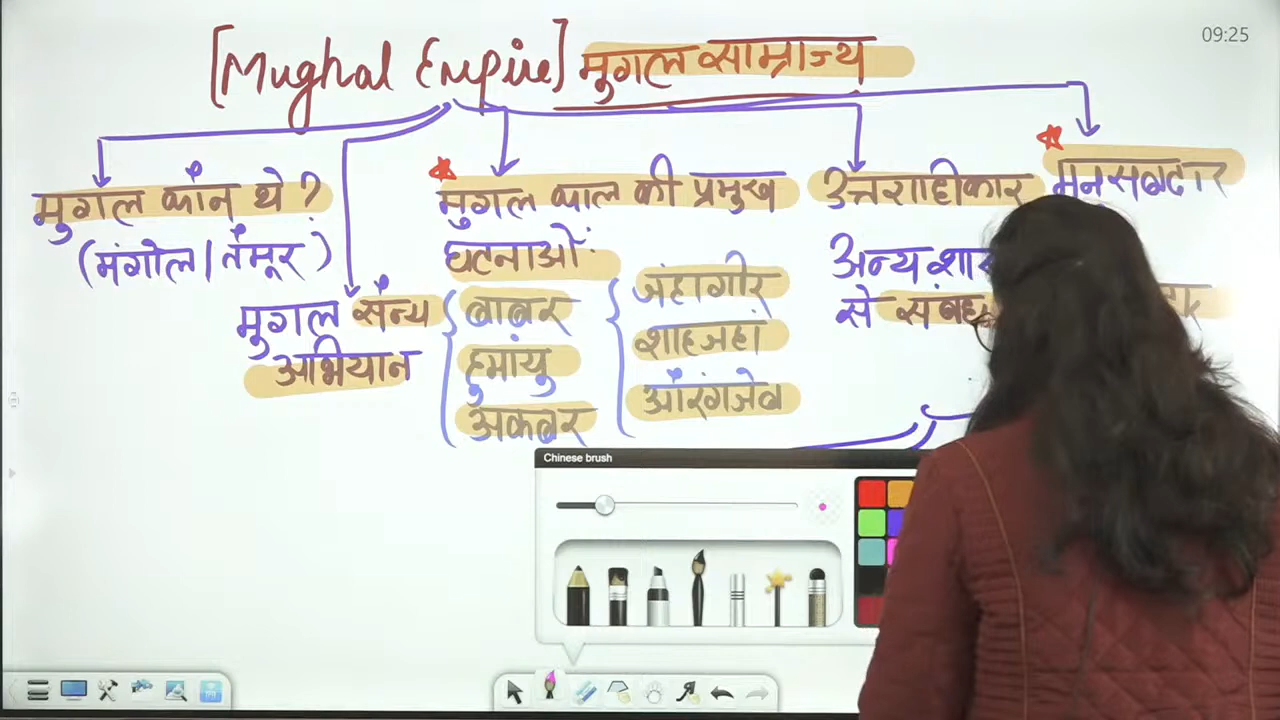 09:25
[Mughal Empire] मुगल साम्राज्य
मुगल कौन थे ?
(मंगोल / तैमूर)
मुगल सैन्य
अभियान
मुगल काल की प्रमुख
घटनाओं
बाबर
हुमांयु
अकबर
जंहागीर
शाहजहां
औरंगजेब
उत्तराधीकार
अन्य
से
मनसबदार
Chinese brush